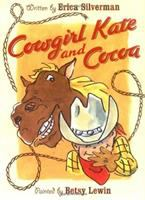 Written by Erica Silverman
Cowgirl Kate
and Cocoa
Painted by Betsy Lewin